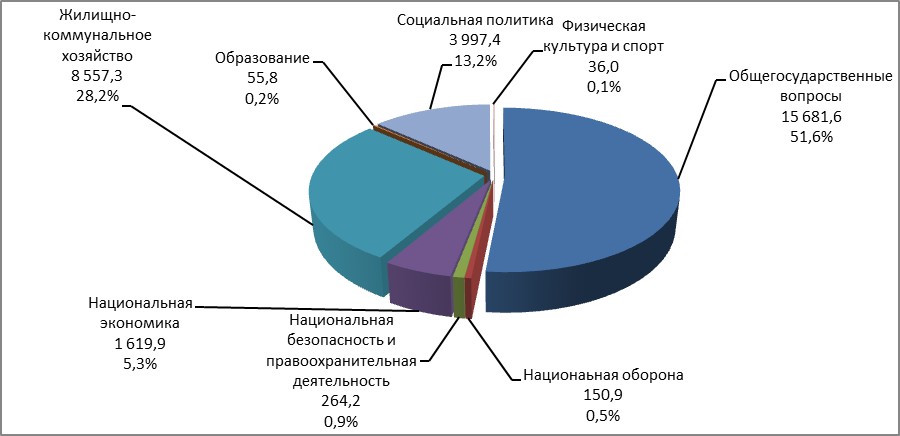 Жилищно-
коммунальное
хозяйство
8 557,3
28,2%
Образование
55,8
0,2%
Социальная политика
3 997,4
13,2%
Физическая
культура и спорт
36,0
0,1%
Общегосударственные
вопросы
15 681,6
51,6%
Национальная
экономика
1 619,9
5,3%
Национальная
безопасность и
правоохранительная
деятельность
264,2
0,9%
Национаьная оборона
150,9
0,5%